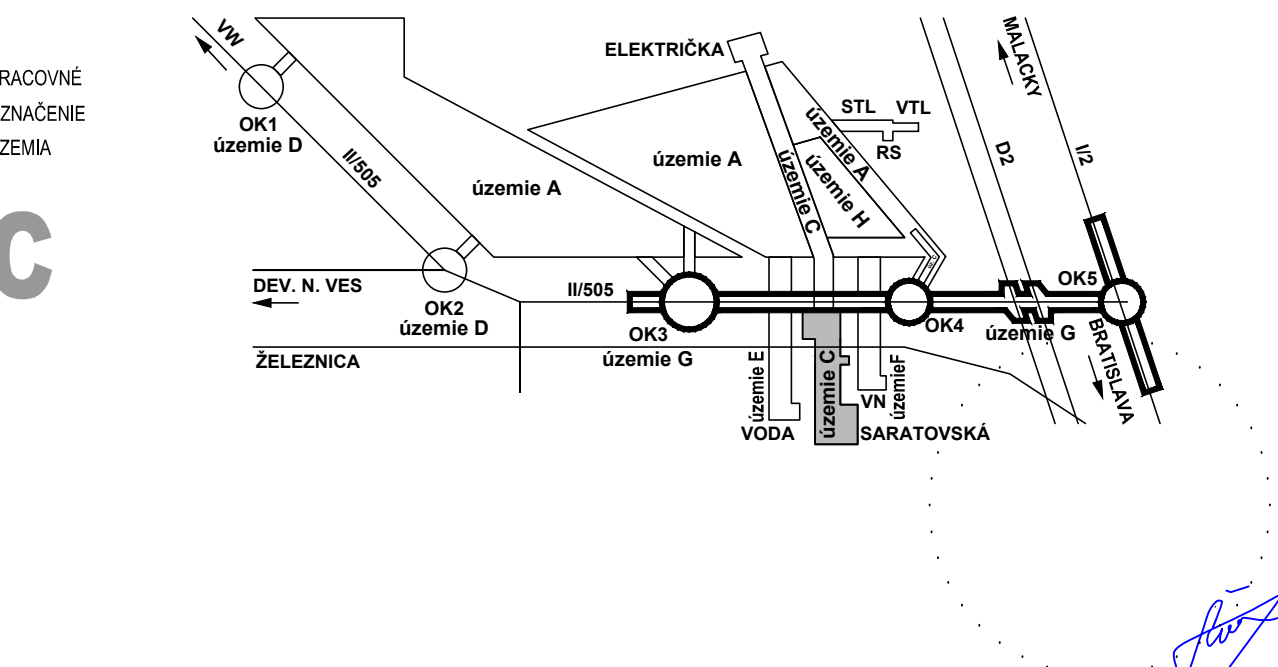 RACOVNÉ
ZNAČENIE
ZEMIA
C
VW
OK1
územie D
II/505
OK2
územie D
DEV. N. VES
ŽELEZNICA
územie A
územie A
ELEKTRIČKA
územie C
územie A
územie H
STL VTL
RS
II/505
OK3
územie G
územie E
VODA
územie C
SARATOVSKÁ
VN
územieF
OK4
územie G
OK5
D2
I/2
MALACKY
BRATISLAVA